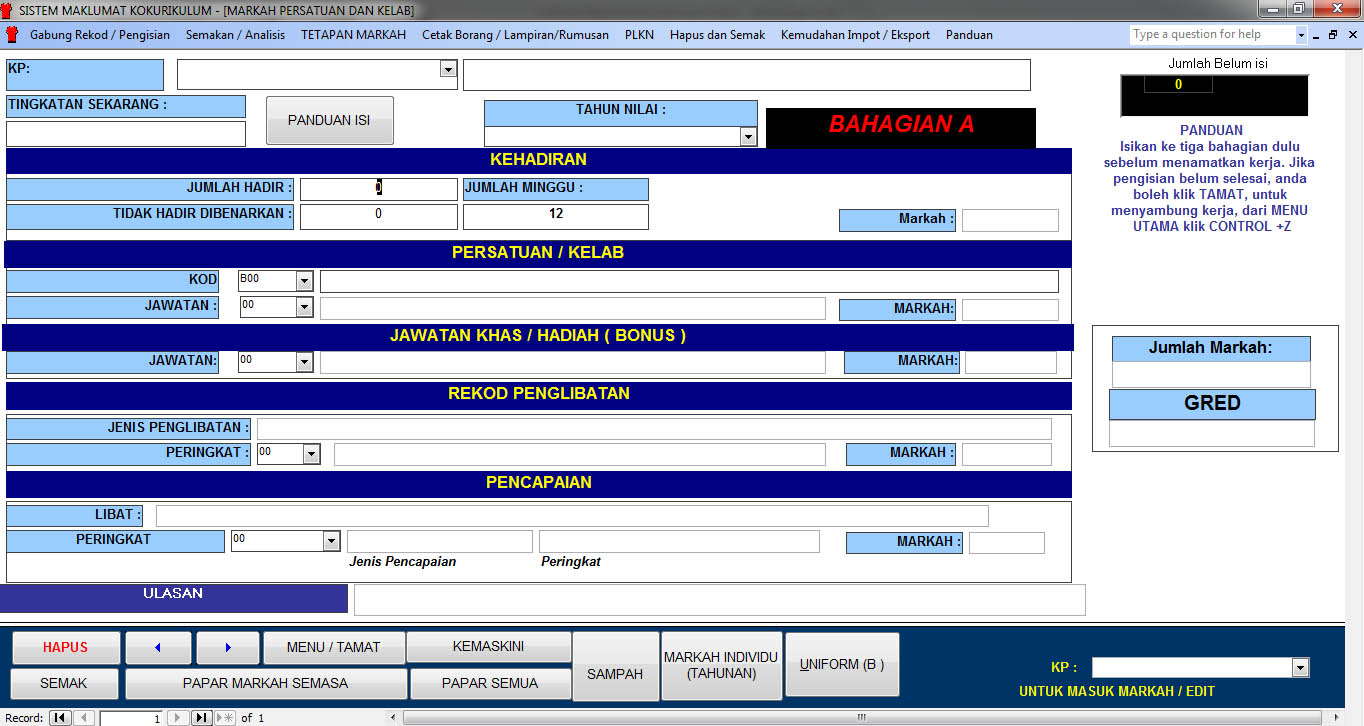 SISTEM MAKLUMAT KOKURIKULUM - [MARKAH PERSATUAN DAN KELAB]
Gabung Rekod / Pengisian Semakan / Analisis TETAPAN MARKAH Cetak Borang / Lampiran/Rumusan PLKN Hapus dan Semak Kemudahan Impot / Eksport Panduan Type a question for help
KP:
Jumlah Belum isi
0
TINGKATAN SEKARANG :
PANDUAN ISI
TAHUN NILAI :
BAHAGIAN A
PANDUAN
Isikan ke tiga bahagian dulu
sebelum menamatkan kerja. Jika
pengisian belum selesai, anda
boleh klik TAMAT, untuk
menyambung kerja, dari MENU
UTAMA klik CONTROL +Z
KEHADIRAN
JUMLAH HADIR : 0 JUMLAH MINGGU :
TIDAK HADIR DIBENARKAN : 0 12 Markah :
PERSATUAN / KELAB
KOD B00
JAWATAN : 00 MARKAH:
JAWATAN KHAS / HADIAH ( BONUS )
JAWATAN: 00 MARKAH:
Jumlah Markah:
GRED
REKOD PENGLIBATAN
JENIS PENGLIBATAN :
PERINGKAT : 00 MARKAH :
PENCAPAIAN
LIBAT :
PERINGKAT 00 MARKAH :
Jenis Pencapaian Peringkat
ULASAN
HAPUS MENU / TAMAT KEMASKINI
SEMAK PAPAR MARKAH SEMASA PAPAR SEMUA
SAMPAH
MARKAH INDIVIDU
(TAHUNAN)
UNIFORM (B )
KP :
UNTUK MASUK MARKAH / EDIT
Record: 1 of 1